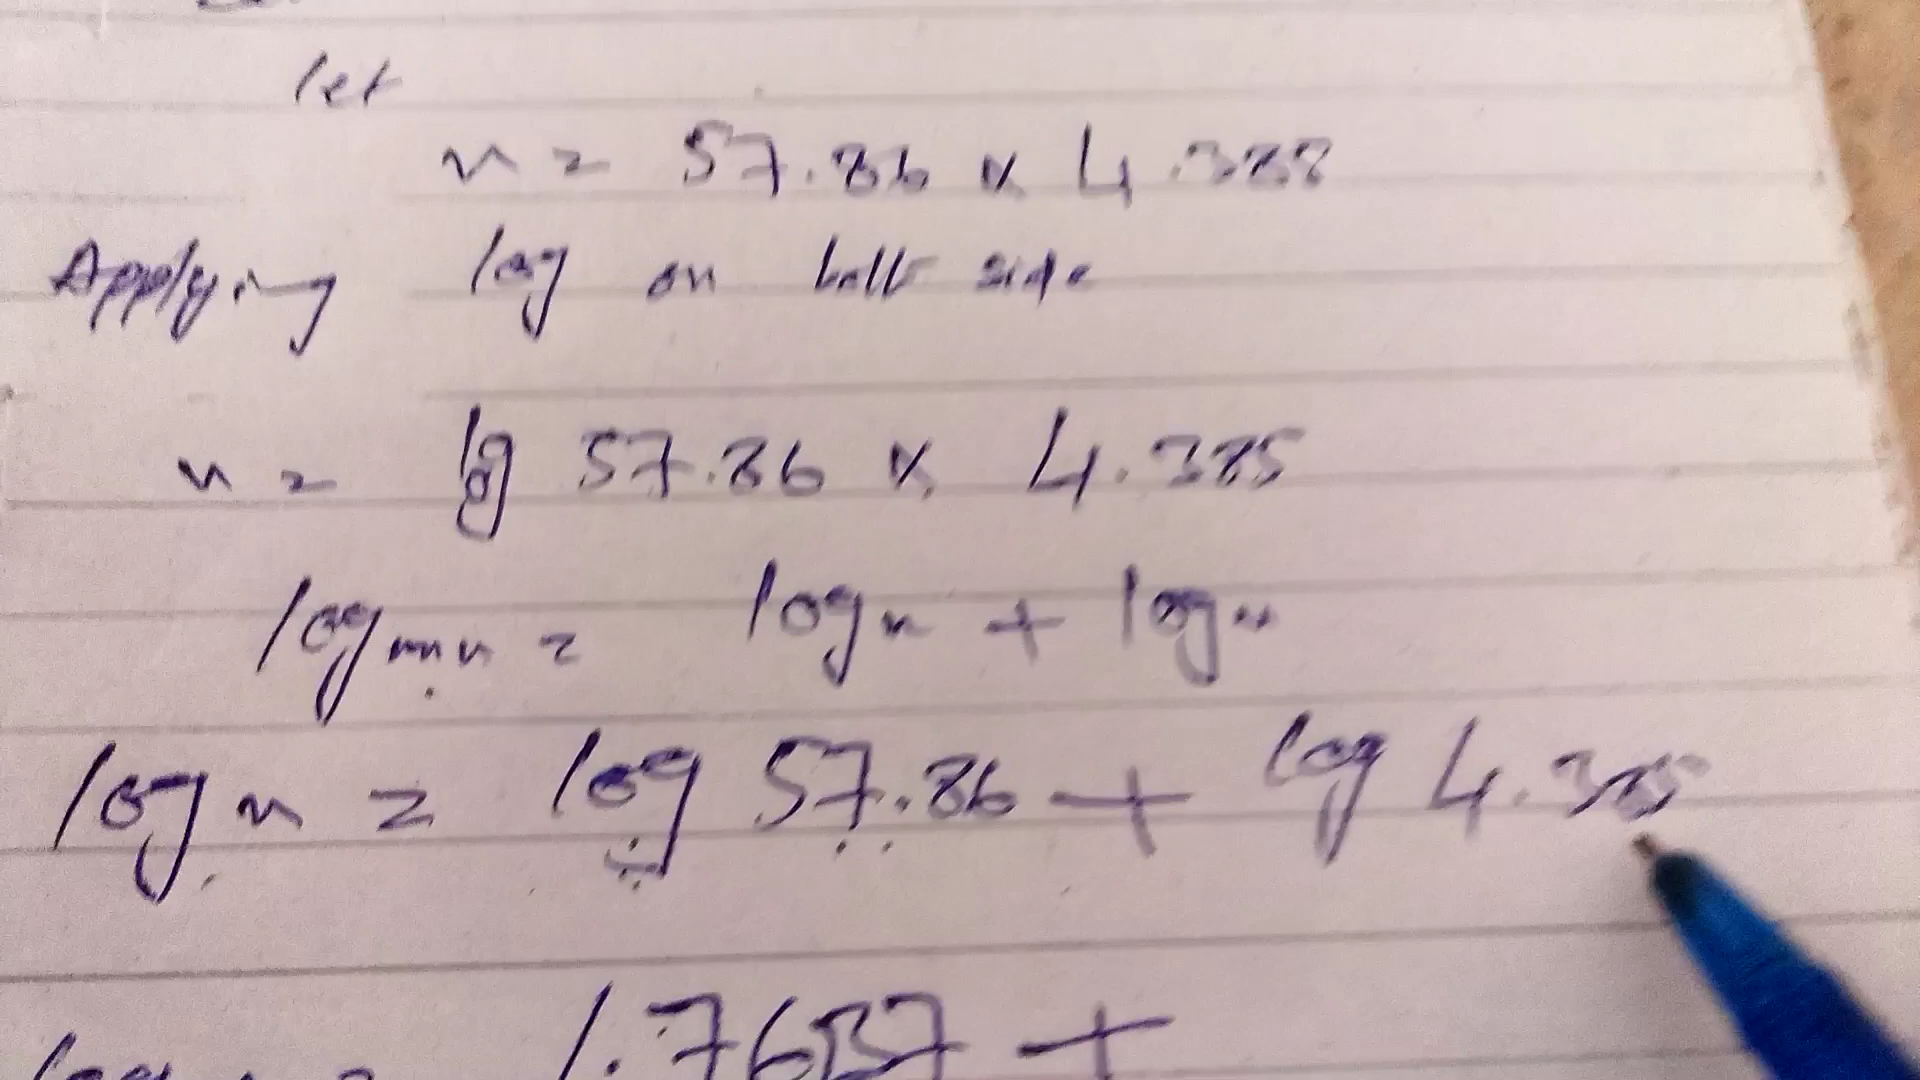 let
x = 57.86 x 4.385
Applying log on both side
x = log 57.86 x 4.385
log mn = log m + log n
log x = log 57.86 + log 4.385
1.76